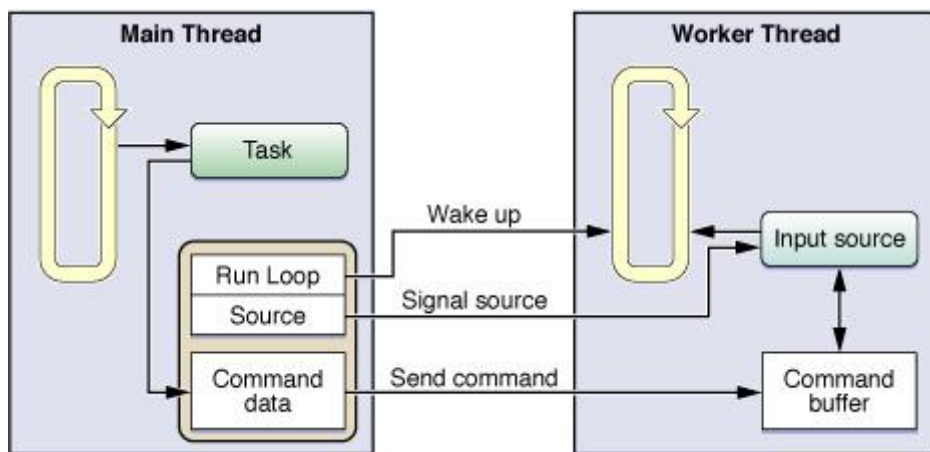 Main Thread
Worker Thread
Task
Wake up
Input source
Run Loop
Signal source
Source
Send command
Command
data
Command
buffer